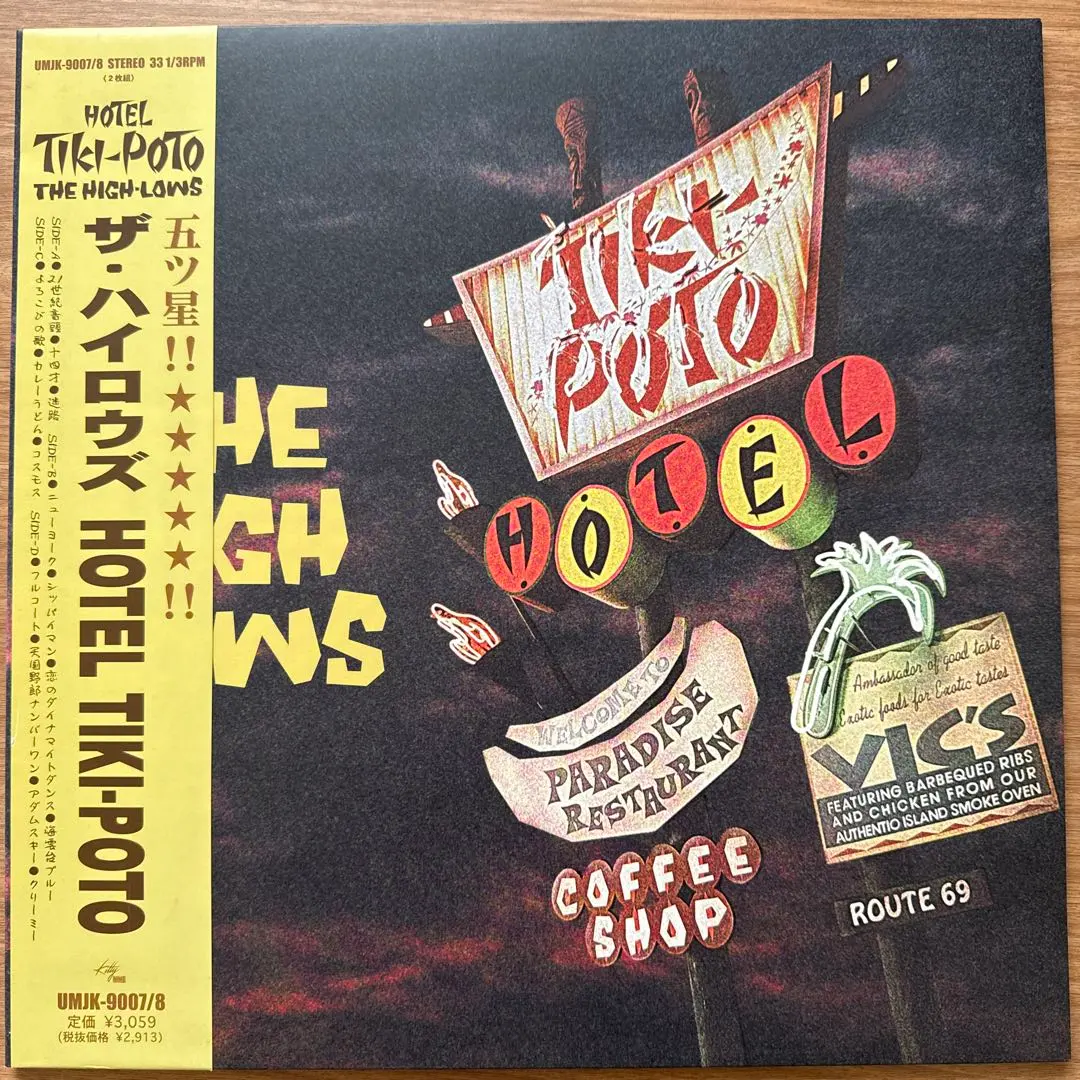 UMJK-9007/8 STEREO 33 1/3RPM
(2枚組)
HOTEL
TIKI-POTO
THE HIGH-LOWS
五ツ星!!★★★★★!!
ザ・ハイロウズ HOTEL TIKI-POTO
SIDE-A●21世紀音頭●十四才●迷路 SIDE-B●ニューヨーク●シッパイマン●恋のダイナマイトダンス●海雲台ブルー
SIDE-C●よろこびの歌●カレーうどん●コスモス SIDE-D●フルコート●天国野郎ナンバーワン●アダムスキー●クリーミー
Kitty
UMJK-9007/8
定価 ¥3,059
(税抜価格 ¥2,913)
HE
GH
WS
TIKI-
POTO
HOTEL
WELCOME TO
PARADISE
RESTAURANT
COFFEE
SHOP
Ambassador of good taste
Exotic foods for Exotic tastes
VIC'S
FEATURING BARBEQUED RIBS
AND CHICKEN FROM OUR
AUTHENTIO ISLAND SMOKE OVEN
ROUTE 69